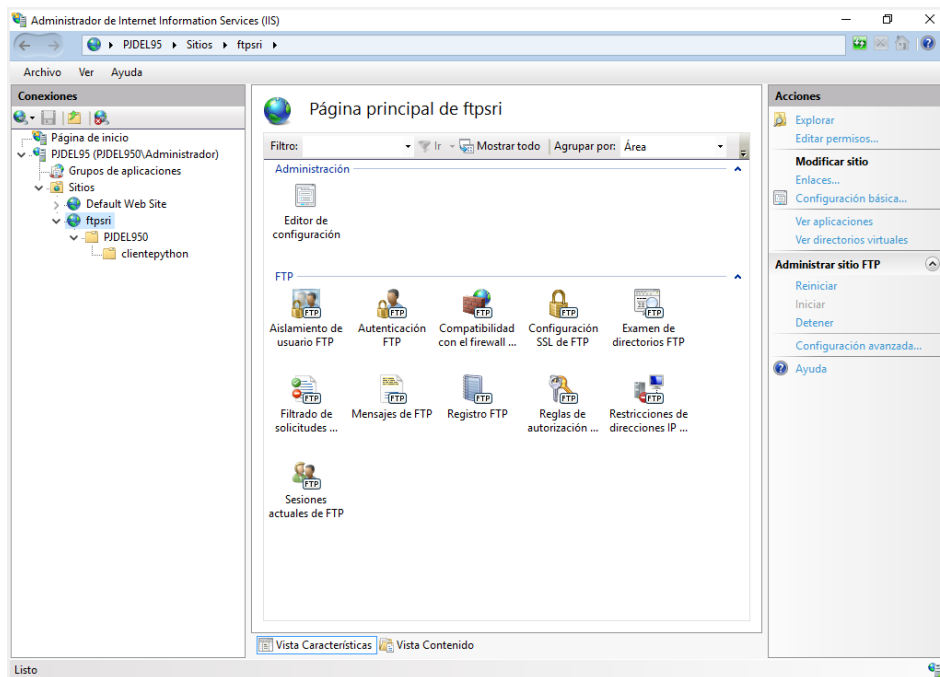 Administrador de Internet Information Services (IIS)
PJDEL95 Sitios ftpsri
Archivo Ver Ayuda
Conexiones
Página de inicio
PJDEL95 (PJDEL950\Administrador)
Grupos de aplicaciones
Sitios
Default Web Site
ftpsri
PJDEL950
clientepython
Página principal de ftpsri
Filtro: Ir Mostrar todo Agrupar por: Área
Administración
Editor de
configuración
FTP
Aislamiento de
usuario FTP
Autenticación
FTP
Compatibilidad
con el firewall ...
Configuración
SSL de FTP
Examen de
directorios FTP
Filtrado de
solicitudes ...
Mensajes de FTP
Registro FTP
Reglas de
autorización ...
Restricciones de
direcciones IP ...
Sesiones
actuales de FTP
Vista Características Vista Contenido
Acciones
Explorar
Editar permisos...
Modificar sitio
Enlaces...
Configuración básica...
Ver aplicaciones
Ver directorios virtuales
Administrar sitio FTP
Reiniciar
Iniciar
Detener
Configuración avanzada...
Ayuda
Listo